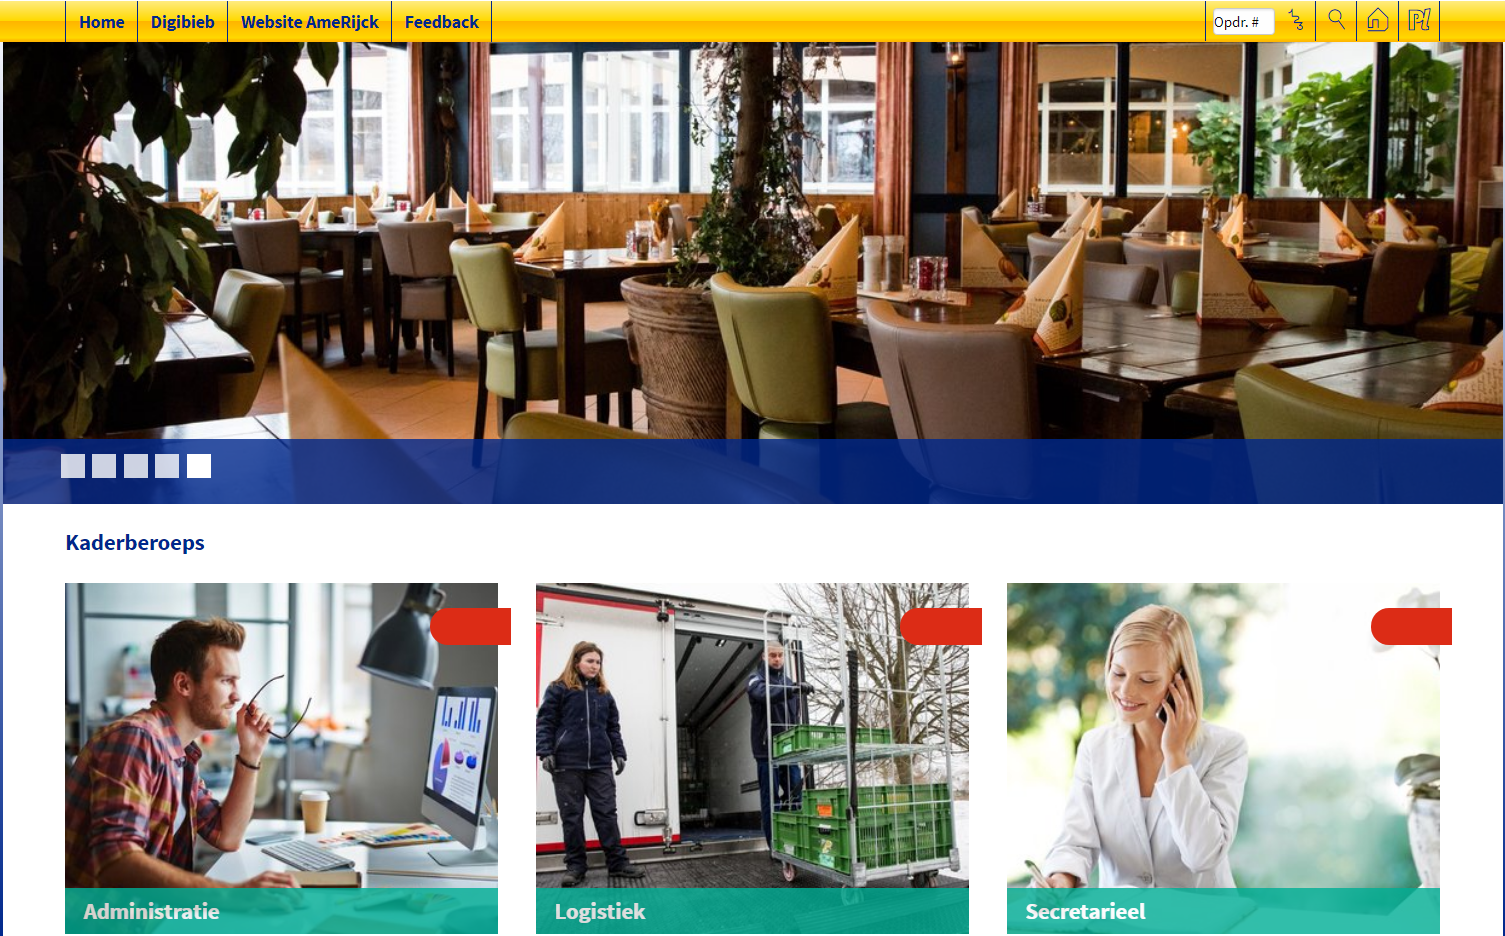 Home
Digibieb
Website AmeRijck
Feedback
Opdr. #
Kaderberoeps
Administratie
Logistiek
Secretarieel